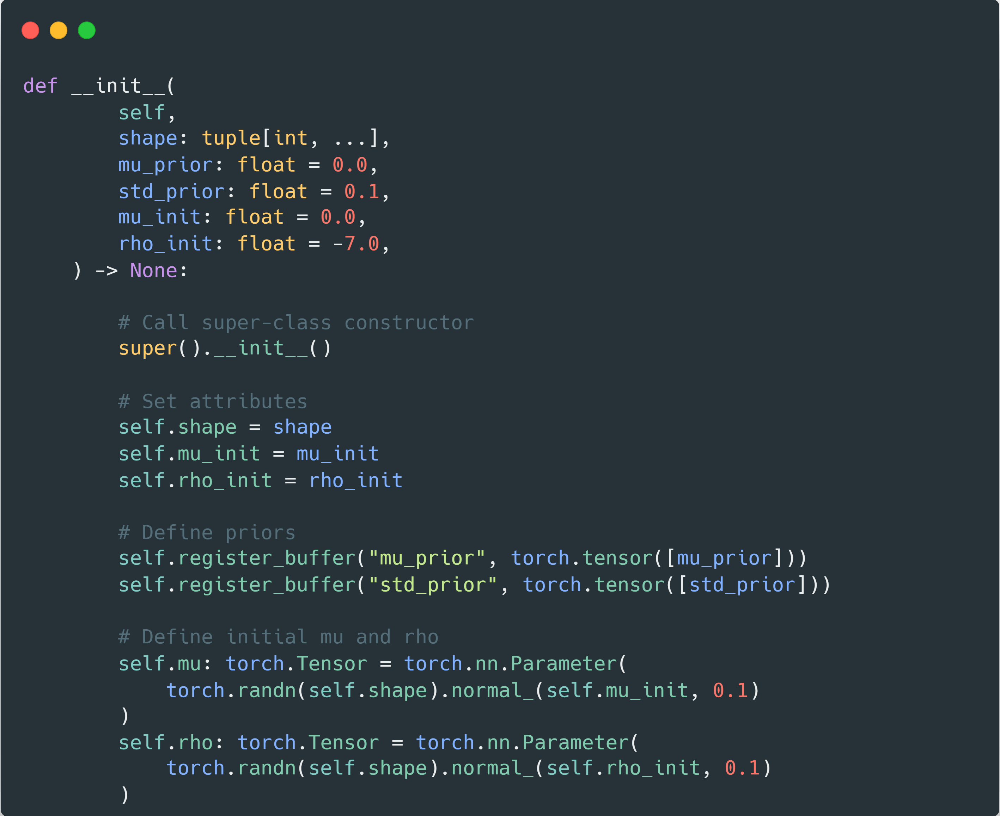 def __init__(
        self,
        shape: tuple[int, ...],
        mu_prior: float = 0.0,
        std_prior: float = 0.1,
        mu_init: float = 0.0,
        rho_init: float = -7.0,
    ) -> None:

        # Call super-class constructor
        super().__init__()

        # Set attributes
        self.shape = shape
        self.mu_init = mu_init
        self.rho_init = rho_init

        # Define priors
        self.register_buffer("mu_prior", torch.tensor([mu_prior]))
        self.register_buffer("std_prior", torch.tensor([std_prior]))

        # Define initial mu and rho
        self.mu: torch.Tensor = torch.nn.Parameter(
            torch.randn(self.shape).normal_(self.mu_init, 0.1)
        )
        self.rho: torch.Tensor = torch.nn.Parameter(
            torch.randn(self.shape).normal_(self.rho_init, 0.1)
        )